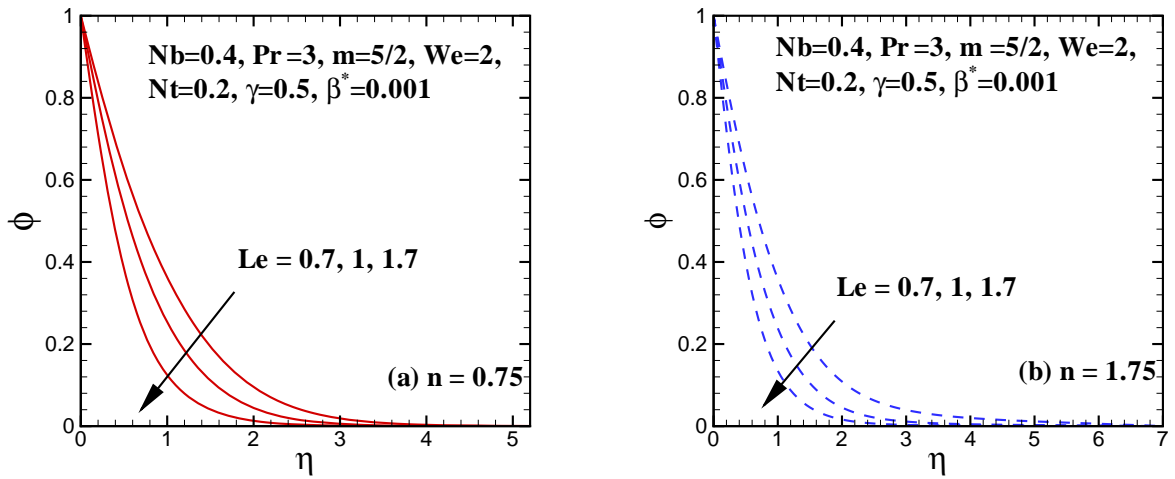 1
0.8
0.6
0.4
0.2
0
ϕ
Nb=0.4, Pr =3, m=5/2, We=2,
Nt=0.2, γ=0.5, β*=0.001
Le = 0.7, 1, 1.7
(a) n = 0.75
0 1 2 3 4 5
η
1
0.8
0.6
0.4
0.2
0
ϕ
Nb=0.4, Pr =3, m =5/2, We=2,
Nt=0.2, γ=0.5, β*=0.001
Le = 0.7, 1, 1.7
(b) n = 1.75
0 1 2 3 4 5 6 7
η